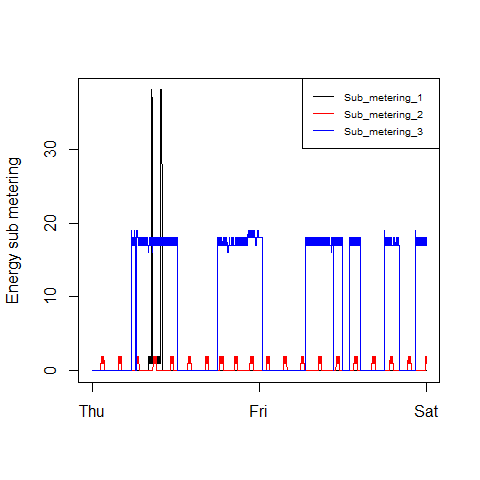 Sub_metering_1
Sub_metering_2
Sub_metering_3
Energy sub metering
30
20
10
0
Thu Fri Sat